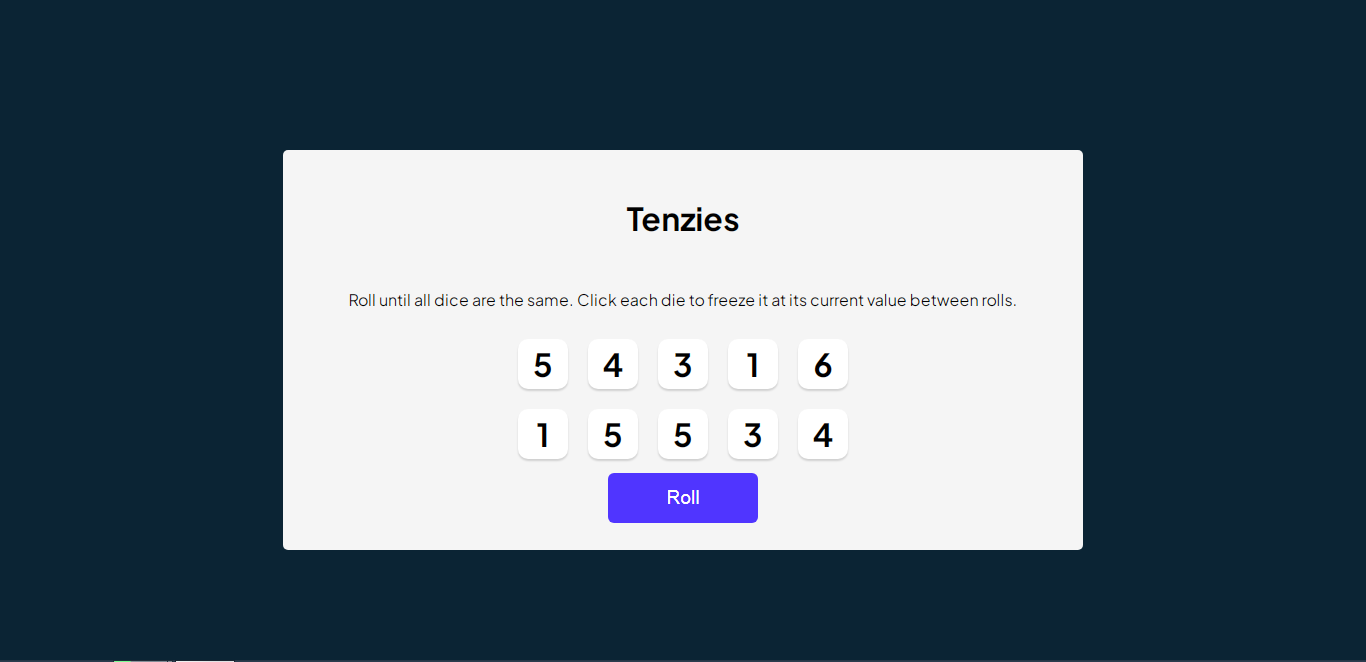 Tenzies
Roll until all dice are the same. Click each die to freeze it at its current value between rolls.
5 4 3 1 6
1 5 5 3 4
Roll